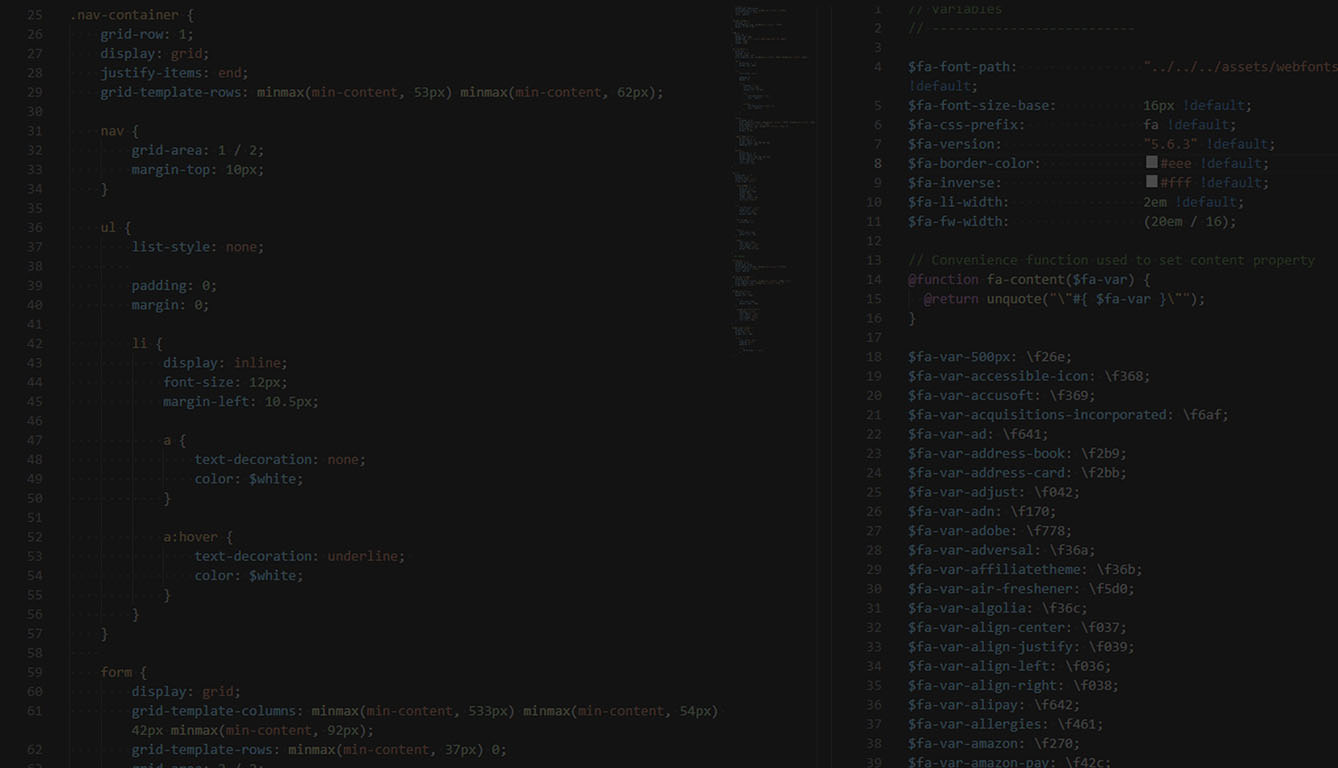 25 .nav-container {
26 grid-row: 1;
27 display: grid;
28 justify-items: end;
29 grid-template-rows: minmax(min-content, 53px) minmax(min-content, 62px);
30
31 nav {
32 grid-area: 1 / 2;
33 margin-top: 10px;
34 }
35
36 ul {
37 list-style: none;
38
39 padding: 0;
40 margin: 0;
41
42 li {
43 display: inline;
44 font-size: 12px;
45 margin-left: 10.5px;
46
47 a {
48 text-decoration: none;
49 color: $white;
50 }
51
52 a:hover {
53 text-decoration: underline;
54 color: $white;
55 }
56 }
57 }
58
59 form {
60 display: grid;
61 grid-template-columns: minmax(min-content, 533px) minmax(min-content, 54px)
42px minmax(min-content, 92px);
62 grid-template-rows: minmax(min-content, 37px) 0;
63 grid-area: 2 / 2;
1 // Variables
2 // --------------------------
3
4 $fa-font-path: "../../../assets/webfonts
!default;
5 $fa-font-size-base: 16px !default;
6 $fa-css-prefix: fa !default;
7 $fa-version: "5.6.3" !default;
8 $fa-border-color: #eee !default;
9 $fa-inverse: #fff !default;
10 $fa-li-width: 2em !default;
11 $fa-fw-width: (20em / 16);
12
13 // Convenience function used to set content property
14 @function fa-content($fa-var) {
15 @return unquote("\"#{ $fa-var }\"");
16 }
17
18 $fa-var-500px: \f26e;
19 $fa-var-accessible-icon: \f368;
20 $fa-var-accusoft: \f369;
21 $fa-var-acquisitions-incorporated: \f6af;
22 $fa-var-ad: \f641;
23 $fa-var-address-book: \f2b9;
24 $fa-var-address-card: \f2bb;
25 $fa-var-adjust: \f042;
26 $fa-var-adn: \f170;
27 $fa-var-adobe: \f778;
28 $fa-var-adversal: \f36a;
29 $fa-var-affiliatetheme: \f36b;
30 $fa-var-air-freshener: \f5d0;
31 $fa-var-algolia: \f36c;
32 $fa-var-align-center: \f037;
33 $fa-var-align-justify: \f039;
34 $fa-var-align-left: \f036;
35 $fa-var-align-right: \f038;
36 $fa-var-alipay: \f642;
37 $fa-var-allergies: \f461;
38 $fa-var-amazon: \f270;
39 $fa-var-amazon-pay: \f42c;